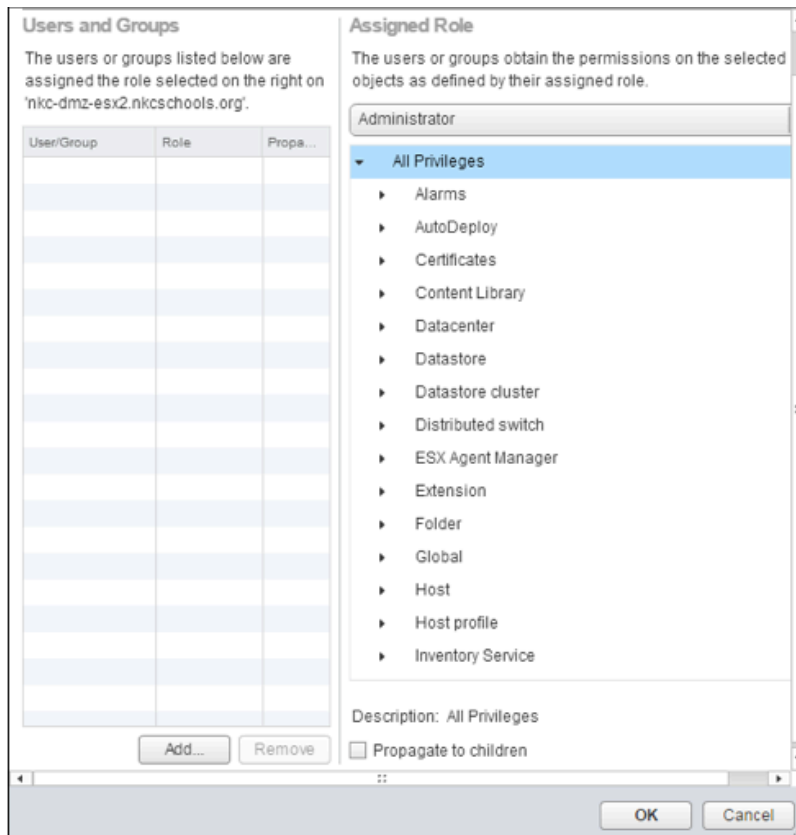 Users and Groups
The users or groups listed below are
assigned the role selected on the right on
'nkc-dmz-esx2.nkcschools.org'.
User/Group Role Propa...
Add... Remove
Assigned Role
The users or groups obtain the permissions on the selected
objects as defined by their assigned role.
Administrator
All Privileges
Alarms
AutoDeploy
Certificates
Content Library
Datacenter
Datastore
Datastore cluster
Distributed switch
ESX Agent Manager
Extension
Folder
Global
Host
Host profile
Inventory Service
Description: All Privileges
Propagate to children
OK Cancel